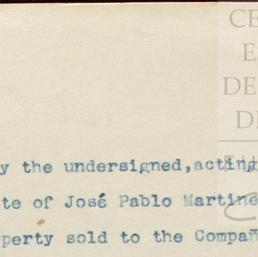 CE
E
DE
D
y the undersigned, acting
te of José Pablo Martine
perty sold to the Compañ